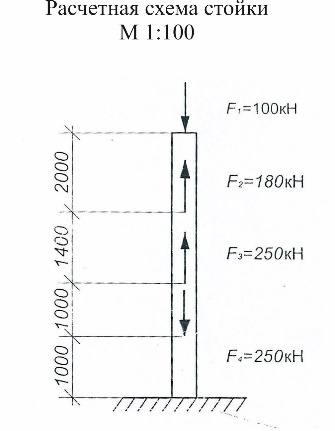 Расчетная схема стойки
М 1:100
F₁=100кН
2000
F₂=180кН
1400
F₃=250кН
1000
1000
F₄=250кН